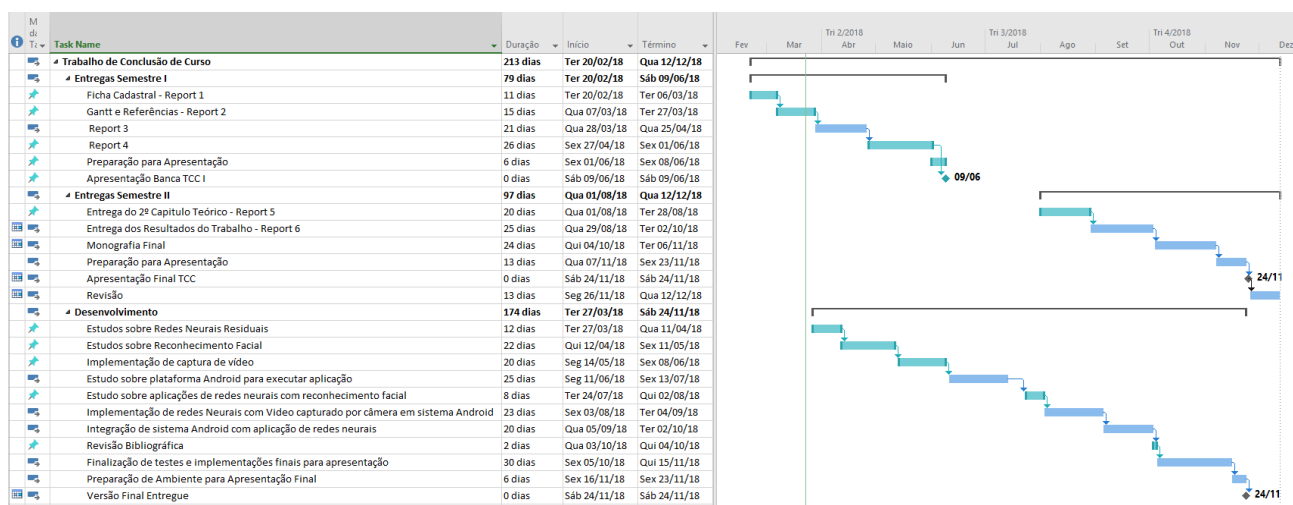 M
da
Ta Task Name Duração Início Término
Tri 2/2018 Tri 3/2018 Tri 4/2018
Fev Mar Abr Maio Jun Jul Ago Set Out Nov Dez
Trabalho de Conclusão de Curso 213 dias Ter 20/02/18 Qua 12/12/18
Entregas Semestre I 79 dias Ter 20/02/18 Sáb 09/06/18
Ficha Cadastral - Report 1 11 dias Ter 20/02/18 Ter 06/03/18
Gantt e Referências - Report 2 15 dias Qua 07/03/18 Ter 27/03/18
Report 3 21 dias Qua 28/03/18 Qua 25/04/18
Report 4 26 dias Sex 27/04/18 Sex 01/06/18
Preparação para Apresentação 6 dias Sex 01/06/18 Sex 08/06/18
Apresentação Banca TCC I 0 dias Sáb 09/06/18 Sáb 09/06/18 09/06
Entregas Semestre II 97 dias Qua 01/08/18 Qua 12/12/18
Entrega do 2º Capitulo Teórico - Report 5 20 dias Qua 01/08/18 Ter 28/08/18
Entrega dos Resultados do Trabalho - Report 6 25 dias Qua 29/08/18 Ter 02/10/18
Monografia Final 24 dias Qui 04/10/18 Ter 06/11/18
Preparação para Apresentação 13 dias Qua 07/11/18 Sex 23/11/18
Apresentação Final TCC 0 dias Sáb 24/11/18 Sáb 24/11/18 24/11
Revisão 13 dias Seg 26/11/18 Qua 12/12/18
Desenvolvimento 174 dias Ter 27/03/18 Sáb 24/11/18
Estudos sobre Redes Neurais Residuais 12 dias Ter 27/03/18 Qua 11/04/18
Estudos sobre Reconhecimento Facial 22 dias Qui 12/04/18 Sex 11/05/18
Implementação de captura de vídeo 20 dias Seg 14/05/18 Sex 08/06/18
Estudo sobre plataforma Android para executar aplicação 25 dias Seg 11/06/18 Sex 13/07/18
Estudo sobre aplicações de redes neurais com reconhecimento facial 8 dias Ter 24/07/18 Qui 02/08/18
Implementação de redes Neurais com Video capturado por câmera em sistema Android 23 dias Sex 03/08/18 Ter 04/09/18
Integração de sistema Android com aplicação de redes neurais 20 dias Qua 05/09/18 Ter 02/10/18
Revisão Bibliográfica 2 dias Qua 03/10/18 Qui 04/10/18
Finalização de testes e implementações finais para apresentação 30 dias Sex 05/10/18 Qui 15/11/18
Preparação de Ambiente para Apresentação Final 6 dias Sex 16/11/18 Sex 23/11/18
Versão Final Entregue 0 dias Sáb 24/11/18 Sáb 24/11/18 24/11